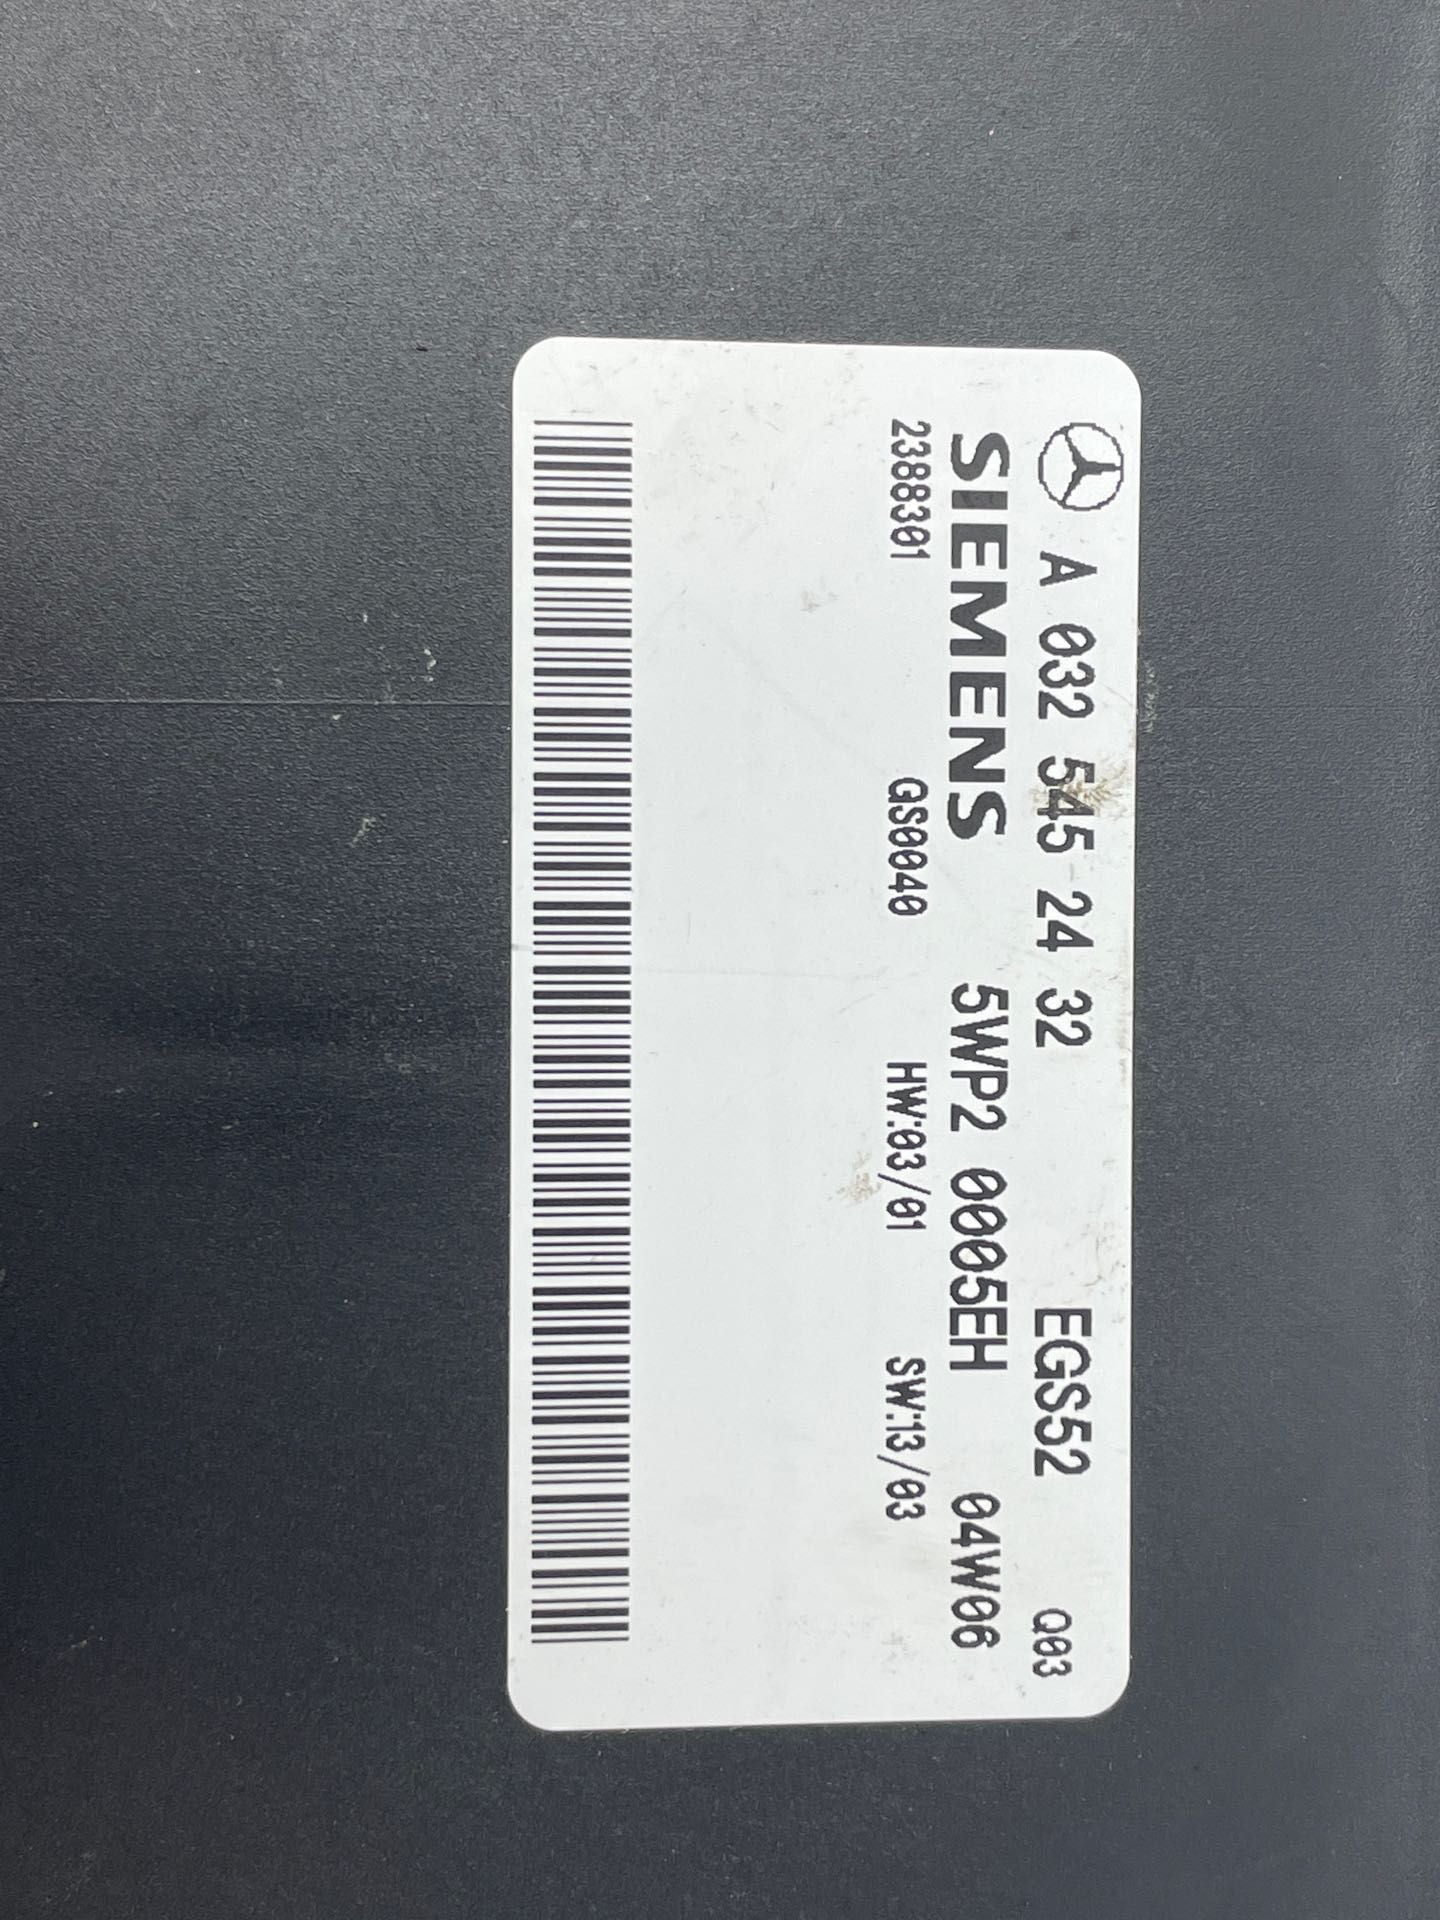 A 032 545 24 32 EGS52 Q03
SIEMENS 5WP2 0005EH 04W06
2388301 GS0040 HW:03/01 SW:13/03